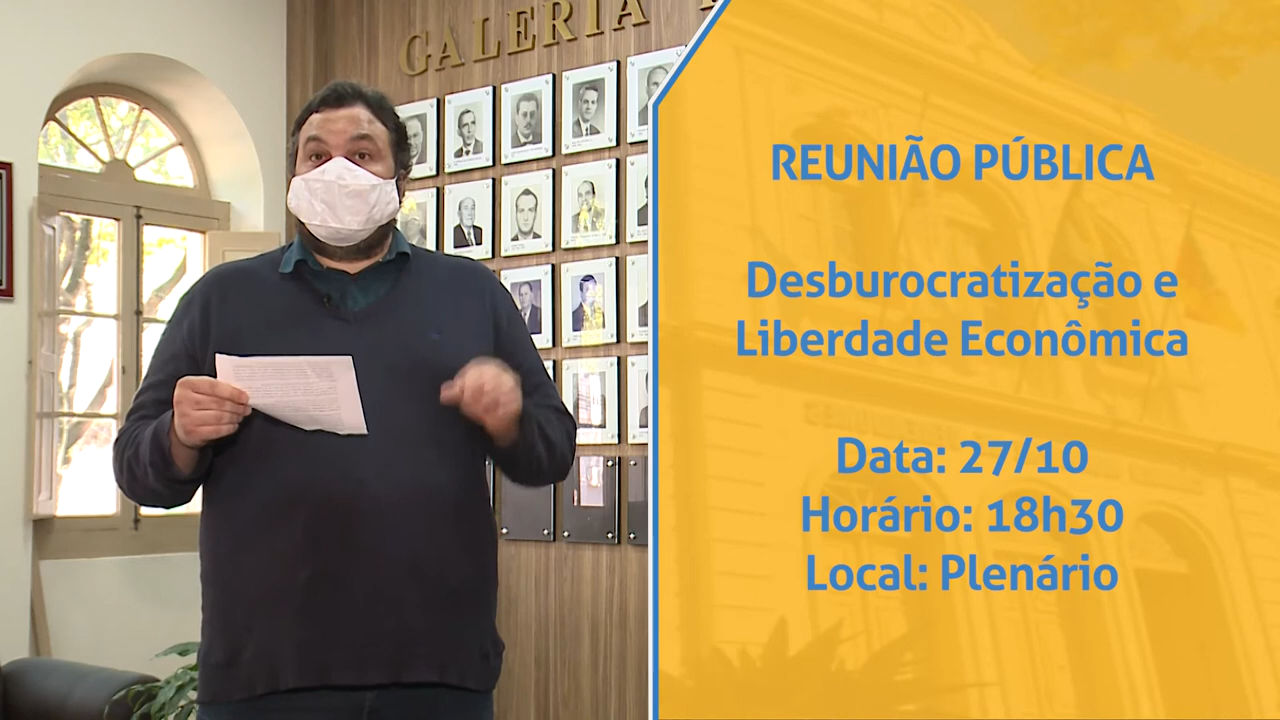 GALERIA
REUNIÃO PÚBLICA
Desburocratização e
Liberdade Econômica
Data: 27/10
Horário: 18h30
Local: Plenário